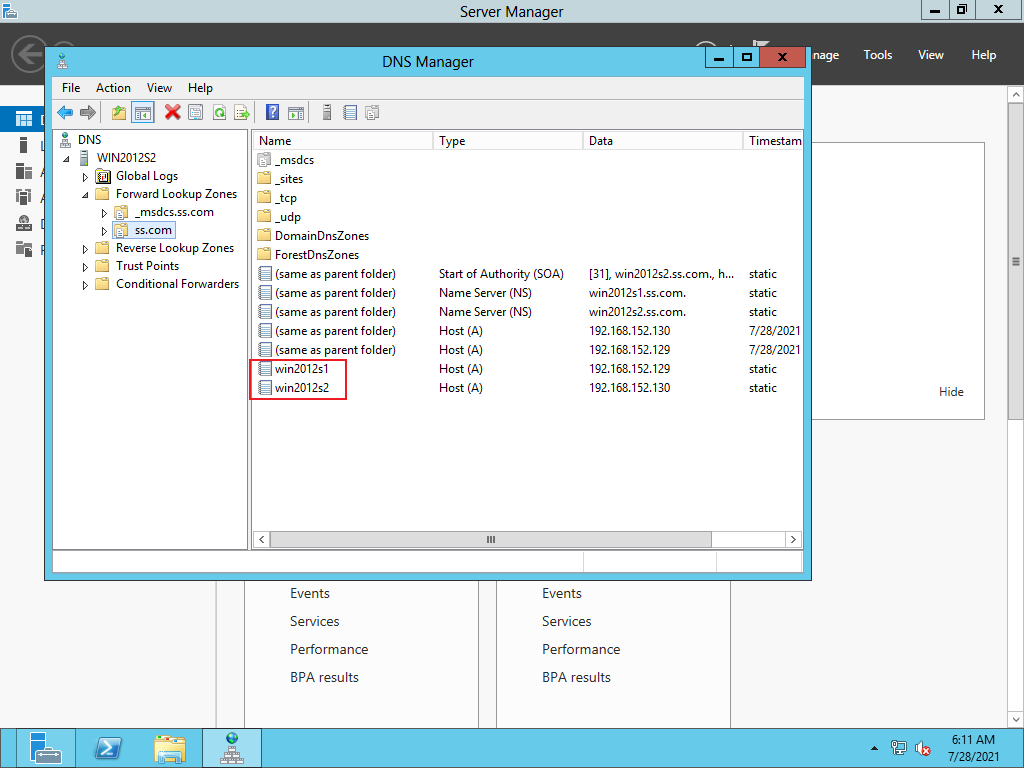 Server Manager
nage Tools View Help
DNS Manager
File Action View Help
DNS
WIN2012S2
Global Logs
Forward Lookup Zones
_msdcs.ss.com
ss.com
Reverse Lookup Zones
Trust Points
Conditional Forwarders
Name Type Data Timestam
_msdcs
_sites
_tcp
_udp
DomainDnsZones
ForestDnsZones
(same as parent folder) Start of Authority (SOA) [31], win2012s2.ss.com., h... static
(same as parent folder) Name Server (NS) win2012s1.ss.com. static
(same as parent folder) Name Server (NS) win2012s2.ss.com. static
(same as parent folder) Host (A) 192.168.152.130 7/28/2021
(same as parent folder) Host (A) 192.168.152.129 7/28/2021
win2012s1 Host (A) 192.168.152.129 static
win2012s2 Host (A) 192.168.152.130 static
Hide
Events Events
Services Services
Performance Performance
BPA results BPA results
6:11 AM
7/28/2021